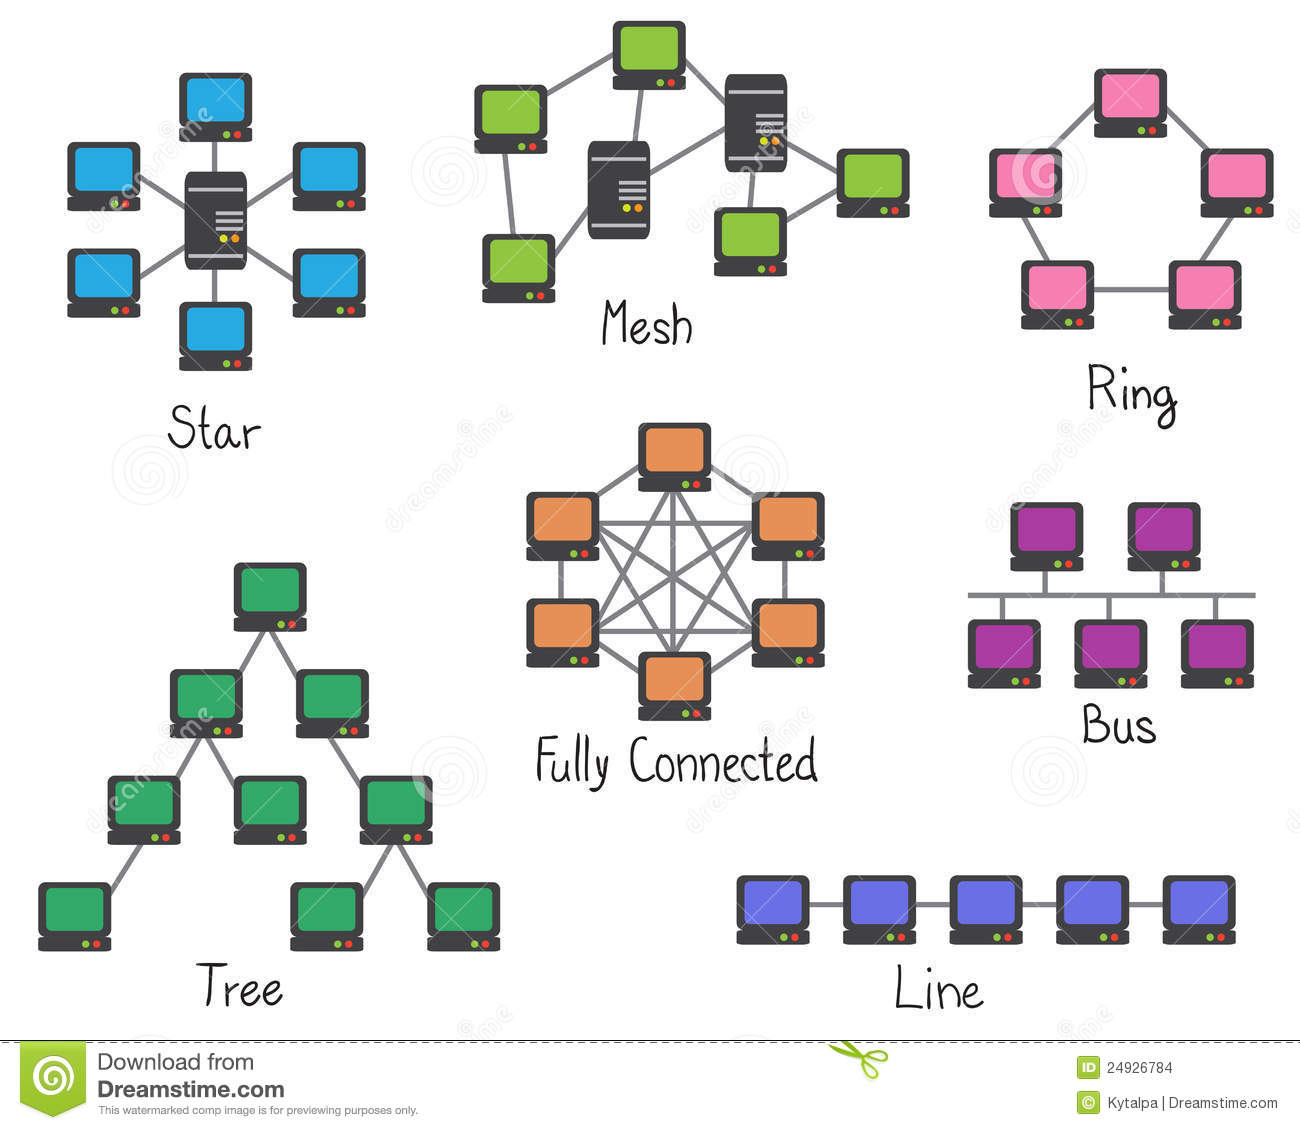 Star
Mesh
Ring
Fully Connected
Bus
Tree
Line
dreamstime
Download from
Dreamstime.com
This watermarked comp image is for previewing purposes only.
ID 24926784
© Kytalpa | Dreamstime.com